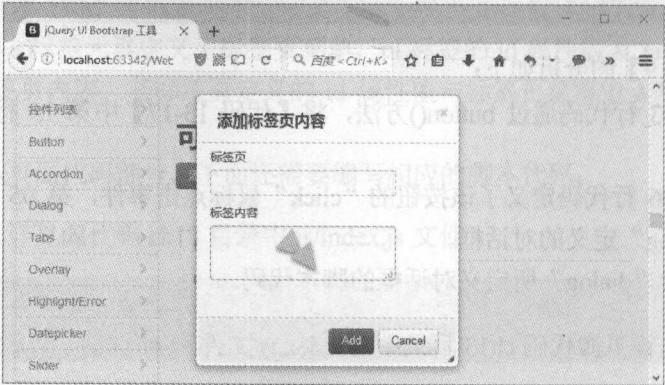 jQuery UI Bootstrap 工具
localhost:63342/Wet
百度 <Ctrl+K>
控件列表
Button
Accordion
Dialog
Tabs
Overlay
Highlight/Error
Datepicker
Slider
可
添加标签页内容
标签页
标签内容
Add
Cancel